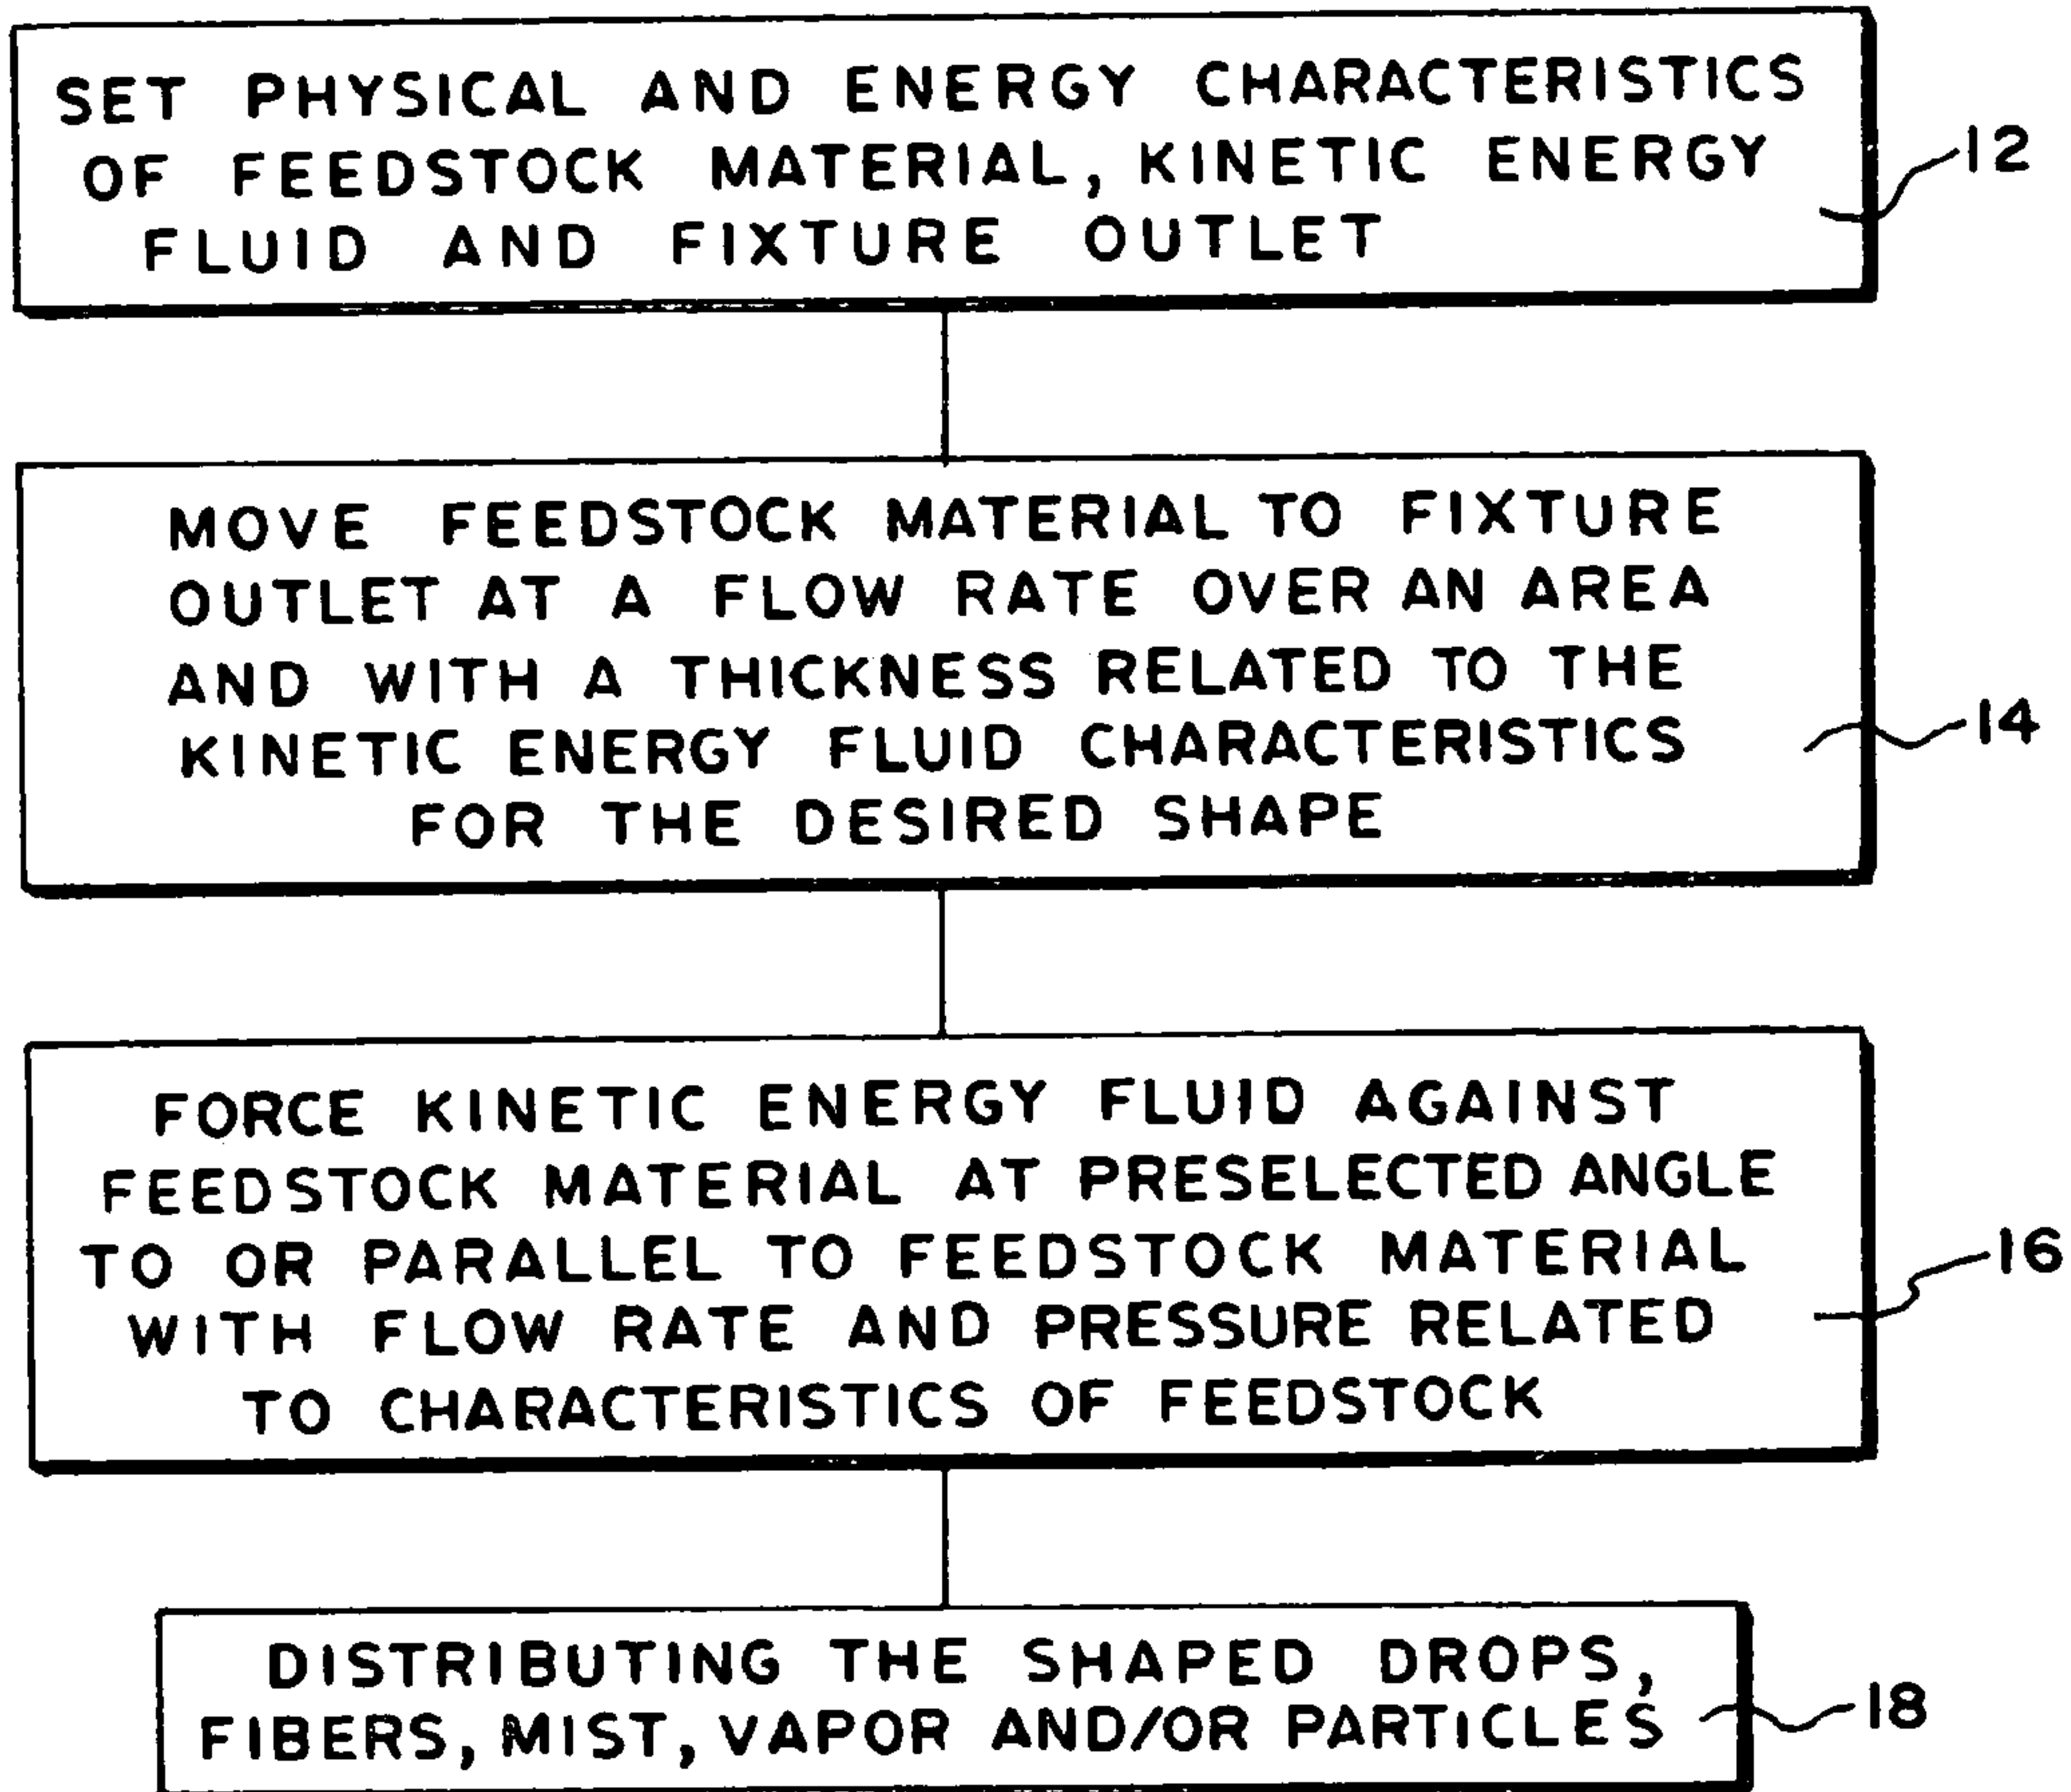 SET PHYSICAL AND ENERGY CHARACTERISTICS
OF FEEDSTOCK MATERIAL, KINETIC ENERGY
FLUID AND FIXTURE OUTLET
12
MOVE FEEDSTOCK MATERIAL TO FIXTURE
OUTLET AT A FLOW RATE OVER AN AREA
AND WITH A THICKNESS RELATED TO THE
KINETIC ENERGY FLUID CHARACTERISTICS
FOR THE DESIRED SHAPE
14
FORCE KINETIC ENERGY FLUID AGAINST
FEEDSTOCK MATERIAL AT PRESELECTED ANGLE
TO OR PARALLEL TO FEEDSTOCK MATERIAL
WITH FLOW RATE AND PRESSURE RELATED
TO CHARACTERISTICS OF FEEDSTOCK
16
DISTRIBUTING THE SHAPED DROPS,
FIBERS, MIST, VAPOR AND/OR PARTICLES
18